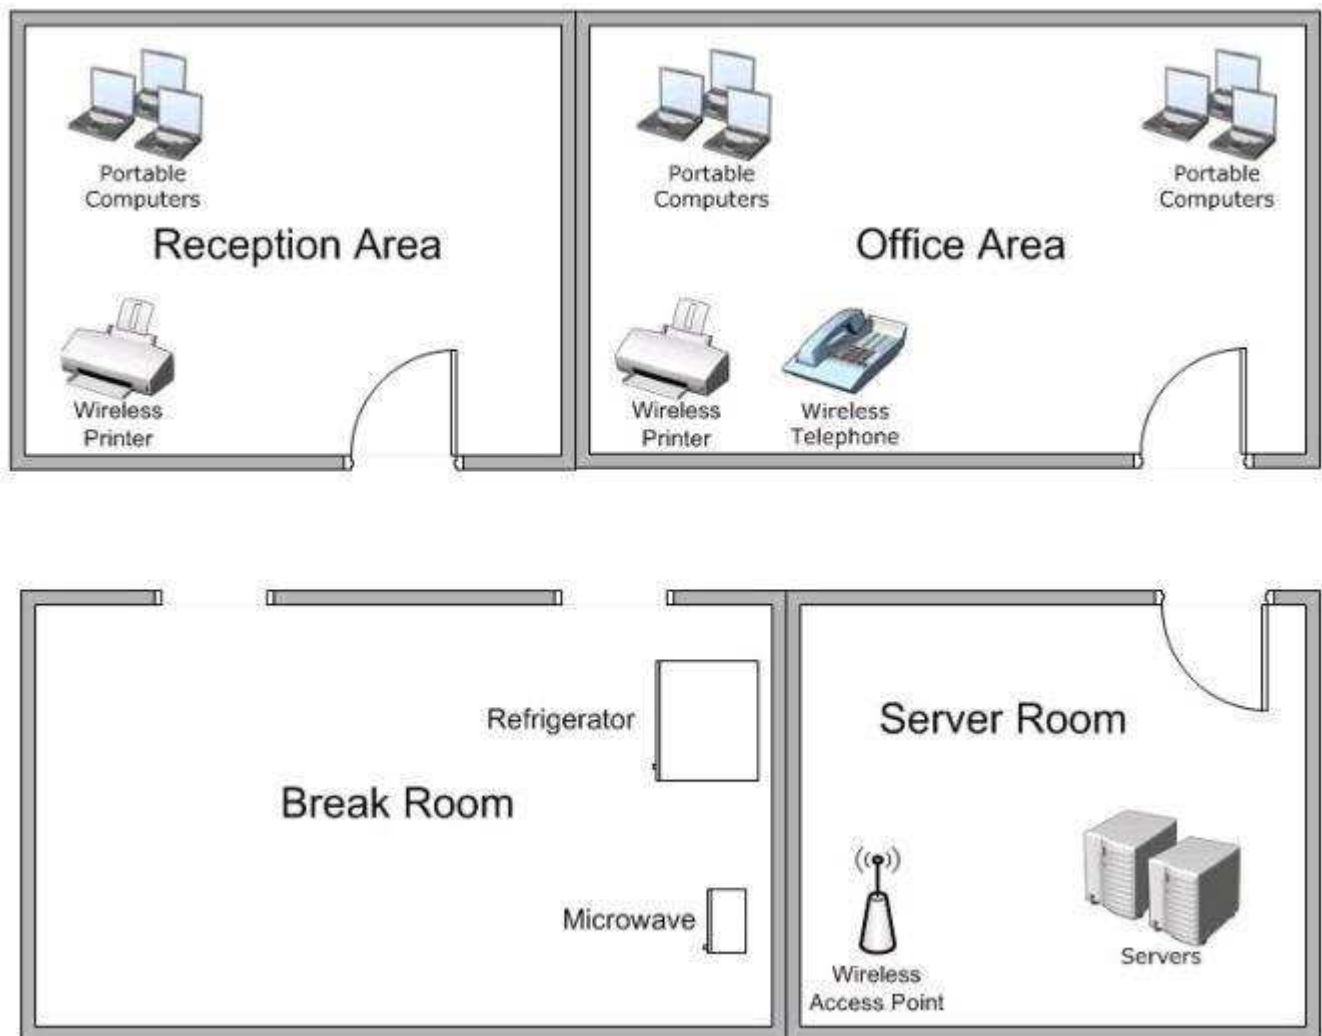 Portable
Computers
Portable
Computers
Portable
Computers
Reception Area
Office Area
Wireless
Printer
Wireless
Printer
Wireless
Telephone
Refrigerator
Server Room
Break Room
Microwave
Wireless
Access Point
Servers